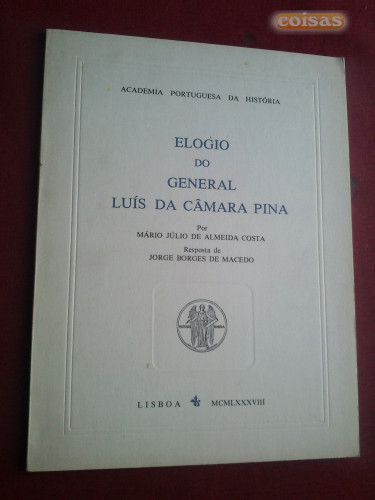 coisas
ACADEMIA PORTUGUESA DA HISTÓRIA
ELOGIO
DO
GENERAL
LUÍS DA CÂMARA PINA
Por
MÁRIO JÚLIO DE ALMEIDA COSTA
Resposta de
JORGE BORGES DE MACEDO
LISBOA MCMLXXXVIII